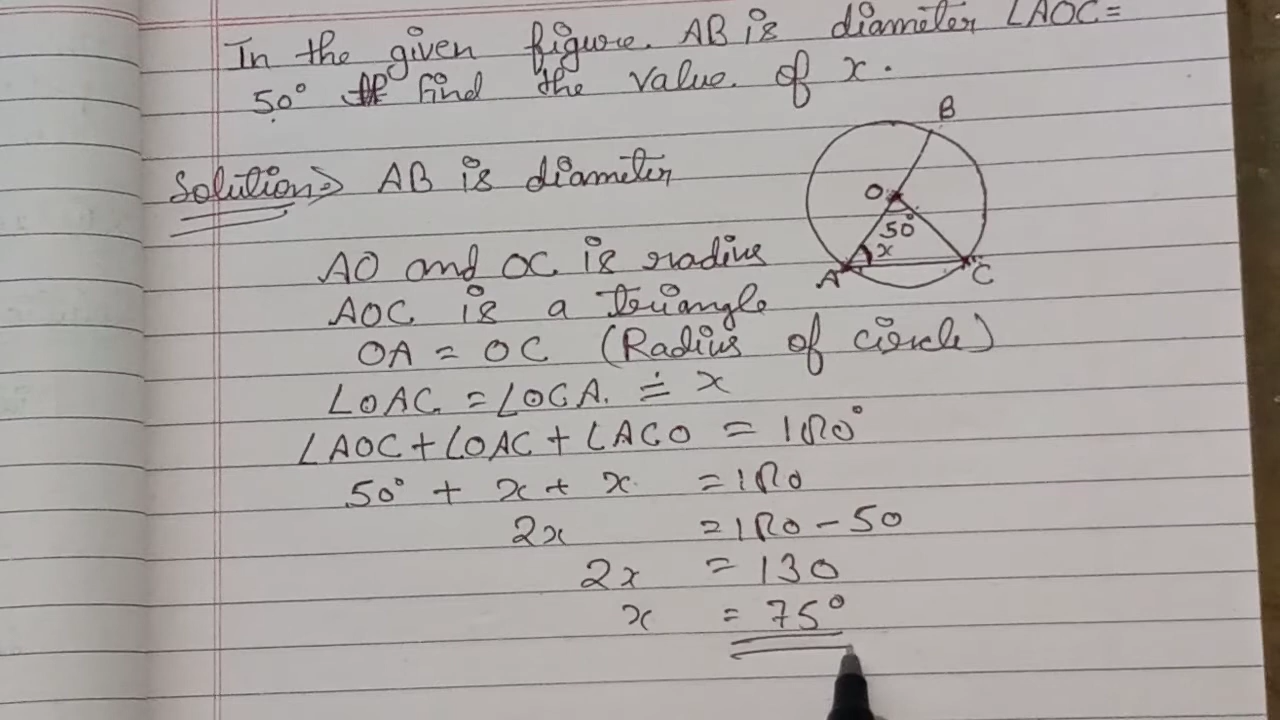 In the given figure. AB is diameter ∠AOC =
50° find the value of x.
Solution⇒ AB is diameter
B
O
50°
x
A
C
AO and OC is radius
AOC is a triangle
OA = OC (Radius of circle)
∠OAC = ∠OCA. = x
∠AOC + ∠OAC + ∠ACO = 180°
50° + x + x = 180
2x = 180 - 50
2x = 130
x = 75°